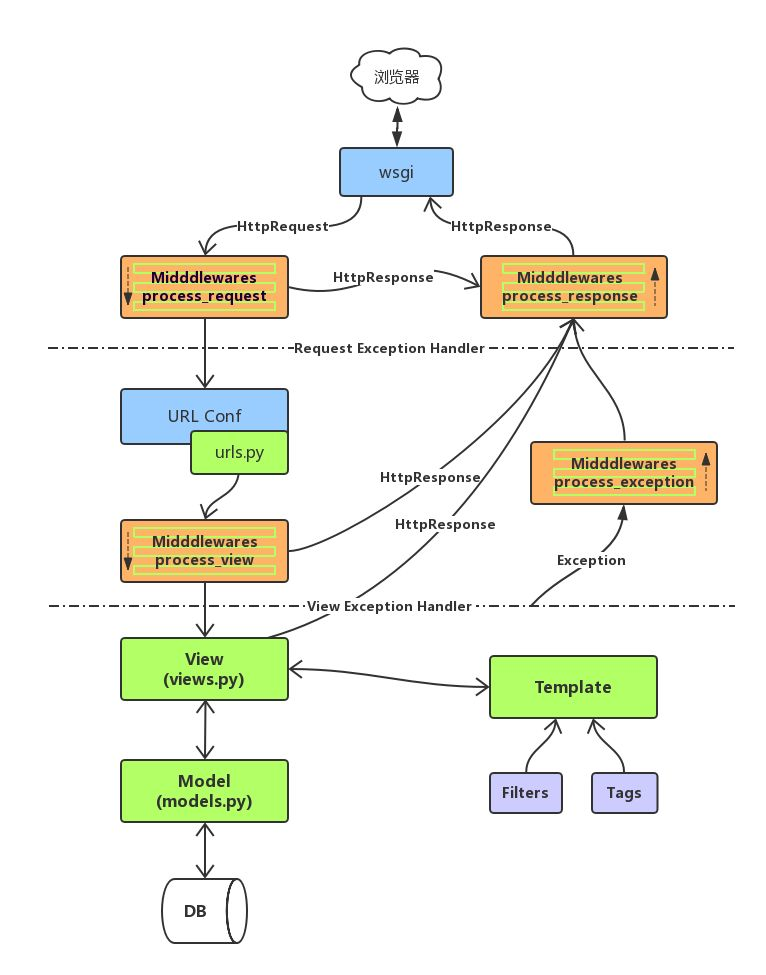 浏览器
wsgi
HttpRequest
HttpResponse
Midddlewares
process_request
HttpResponse
Midddlewares
process_response
Request Exception Handler
URL Conf
urls.py
HttpResponse
Midddlewares
process_exception
HttpResponse
Midddlewares
process_view
Exception
View Exception Handler
View
(views.py)
Template
Model
(models.py)
Filters
Tags
DB